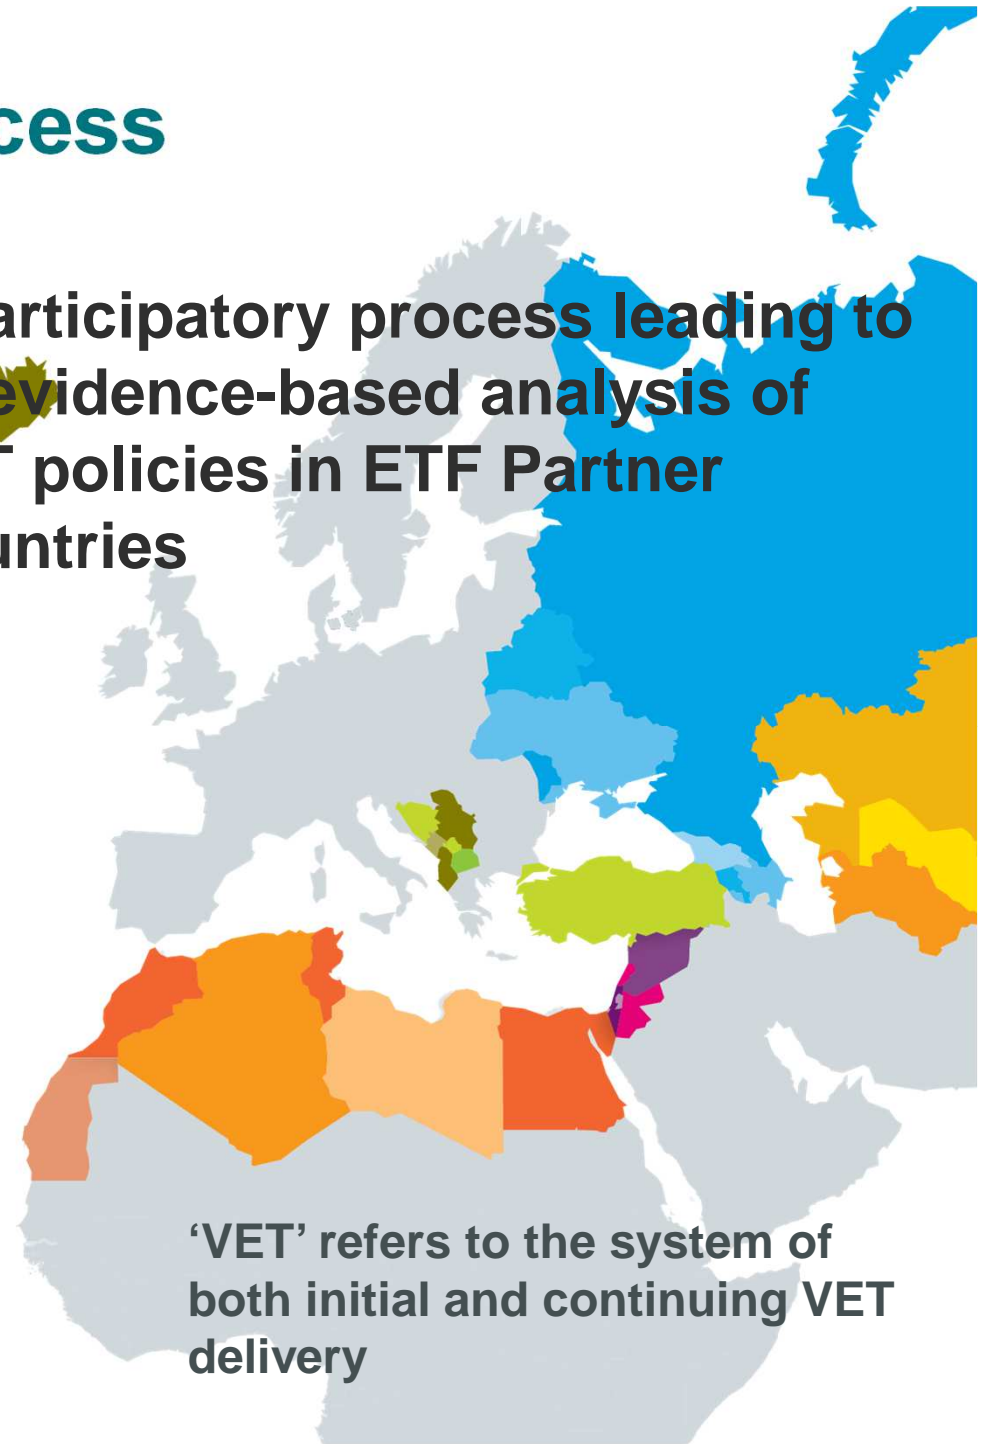 cess
articipatory process leading to
evidence-based analysis of
T policies in ETF Partner
untries
‘VET’ refers to the system of
both initial and continuing VET
delivery